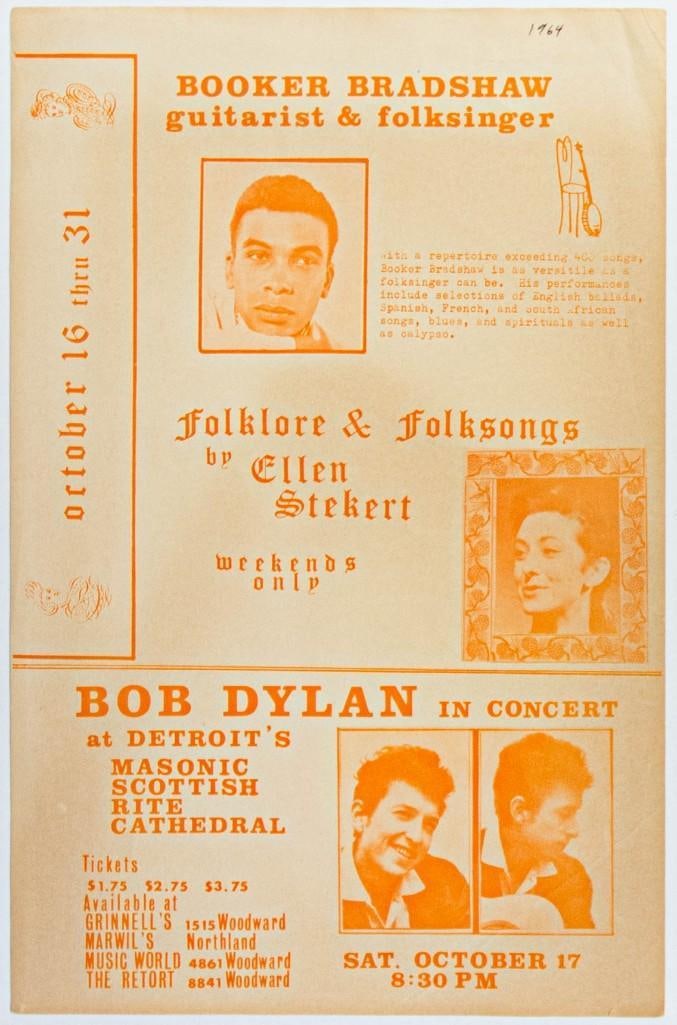 1964
BOOKER BRADSHAW
guitarist & folksinger
october 16 thru 31
with a repertoire exceeding 400 songs,
Booker Bradshaw is as versitile as a
folksinger can be. His performances
include selections of English ballads,
Spanish, French, and South African
songs, blues, and spirituals as well
as calypso.
Folklore & Folksongs
by Ellen
Stekert
weekends
only
BOB DYLAN IN CONCERT
at DETROIT'S
MASONIC
SCOTTISH
RITE
CATHEDRAL
Tickets
$1.75 $2.75 $3.75
Available at
GRINNELL'S 1515 Woodward
MARWIL'S Northland
MUSIC WORLD 4861 Woodward
THE RETORT 8841 Woodward
SAT. OCTOBER 17
8:30 PM